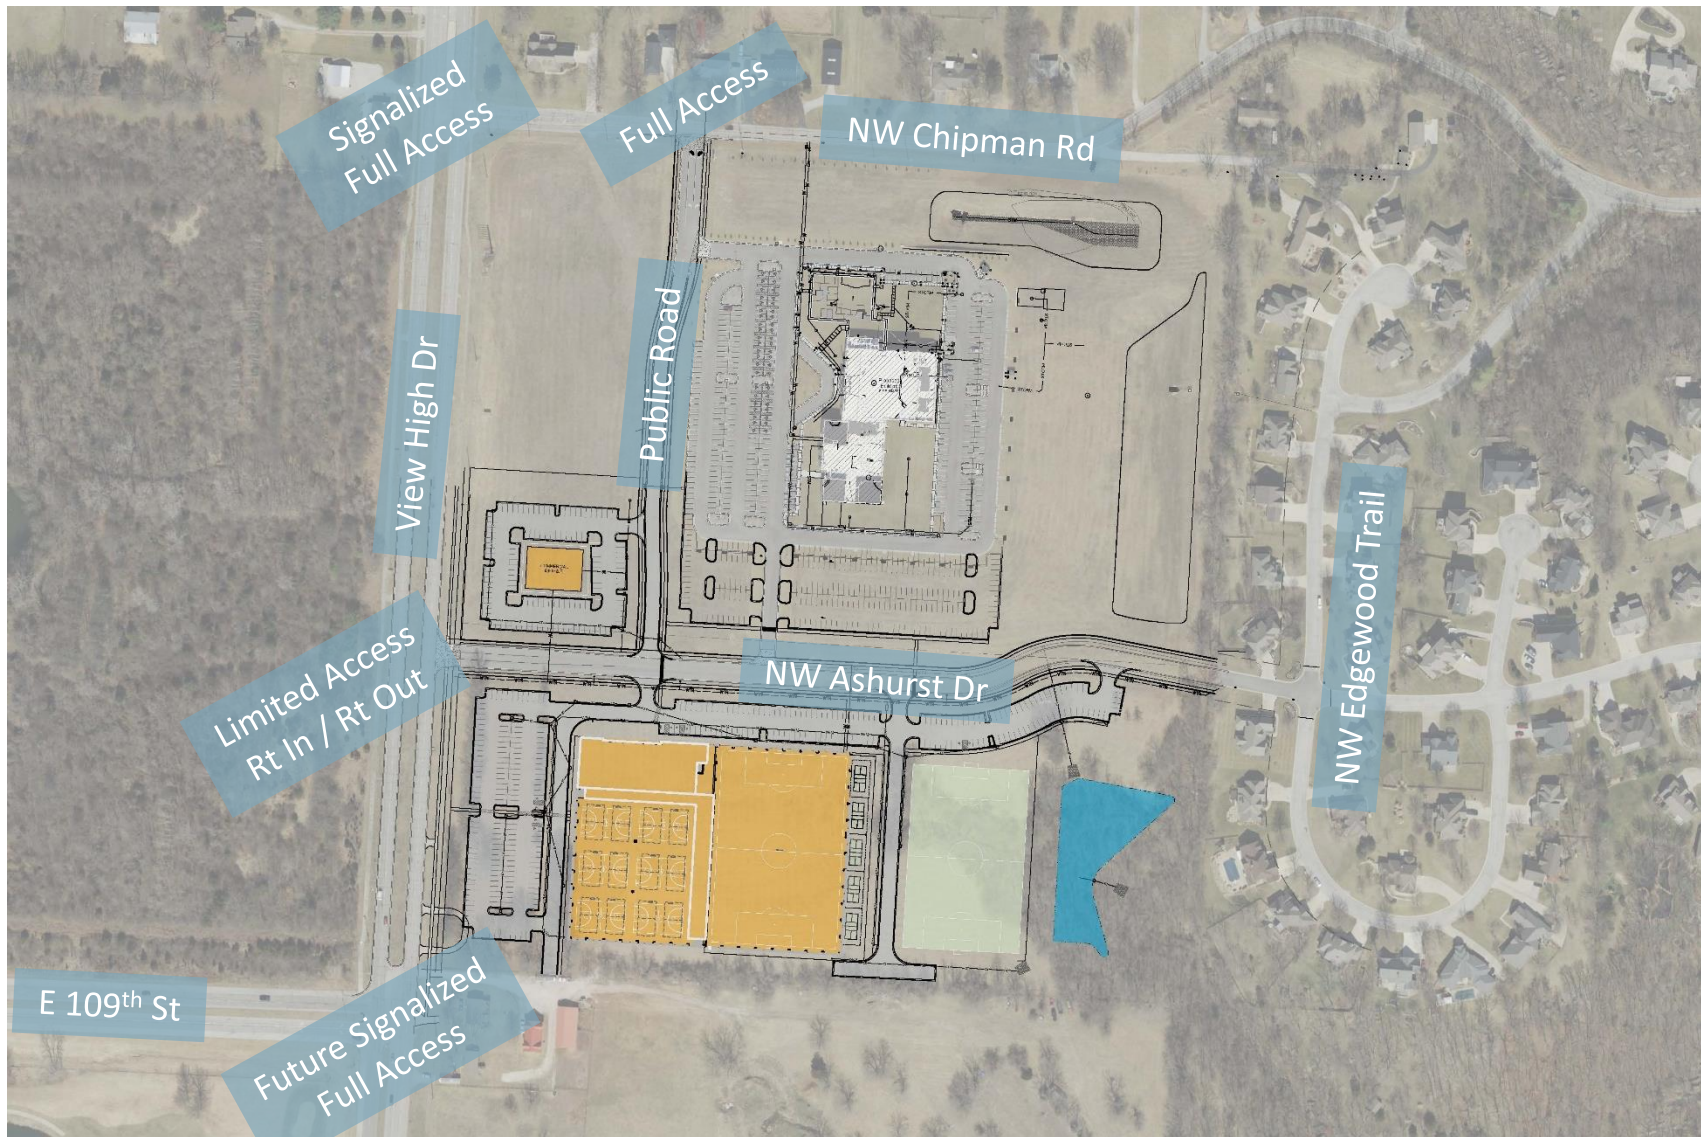 Signalized
Full Access
Full Access
NW Chipman Rd
Public Road
View High Dr
NW Edgewood Trail
Limited Access
Rt In / Rt Out
NW Ashurst Dr
E 109th St
Future Signalized
Full Access